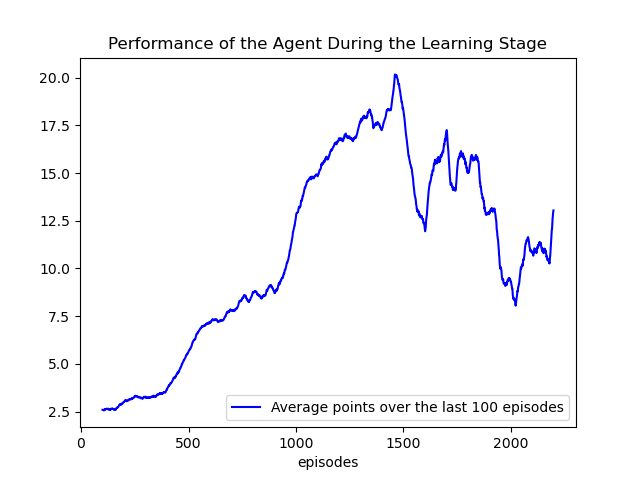 Performance of the Agent During the Learning Stage
20.0
17.5
15.0
12.5
10.0
7.5
5.0
2.5
Average points over the last 100 episodes
0 500 1000 1500 2000
episodes